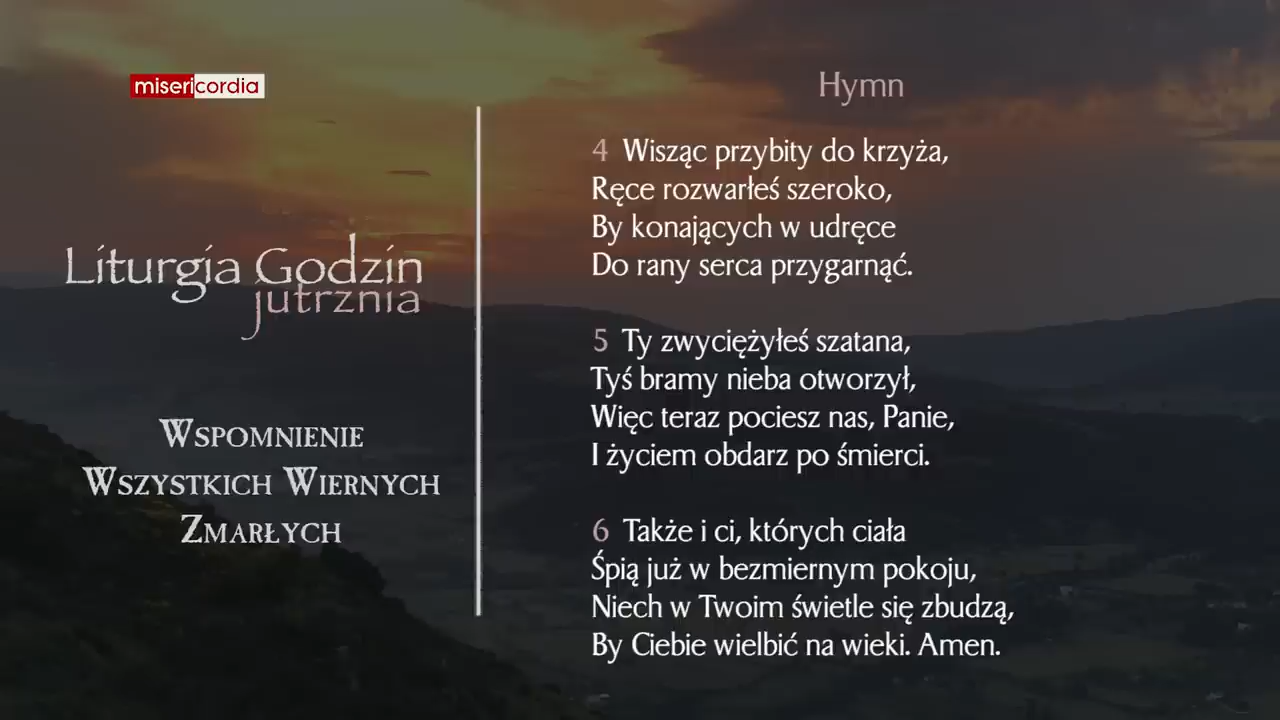 misericordia
Liturgia Godzin
jutrznia
Wspomnienie
Wszystkich Wiernych
Zmarłych
Hymn
4 Wisząc przybity do krzyża,
Ręce rozwarłeś szeroko,
By konających w udręce
Do rany serca przygarnąć.
5 Ty zwyciężyłeś szatana,
Tyś bramy nieba otworzył,
Więc teraz pociesz nas, Panie,
I życiem obdarz po śmierci.
6 Także i ci, których ciała
Śpią już w bezmiernym pokoju,
Niech w Twoim świetle się zbudzą,
By Ciebie wielbić na wieki. Amen.